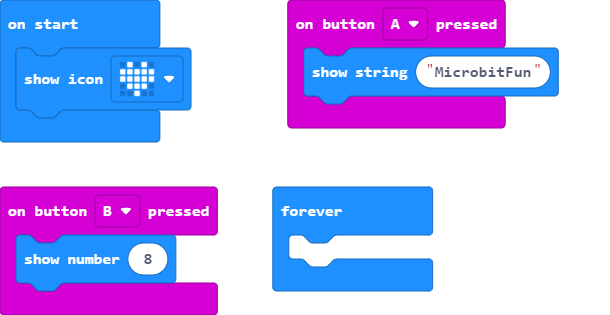 on start
show icon
on button A pressed
show string "MicrobitFun"
on button B pressed
show number 8
forever